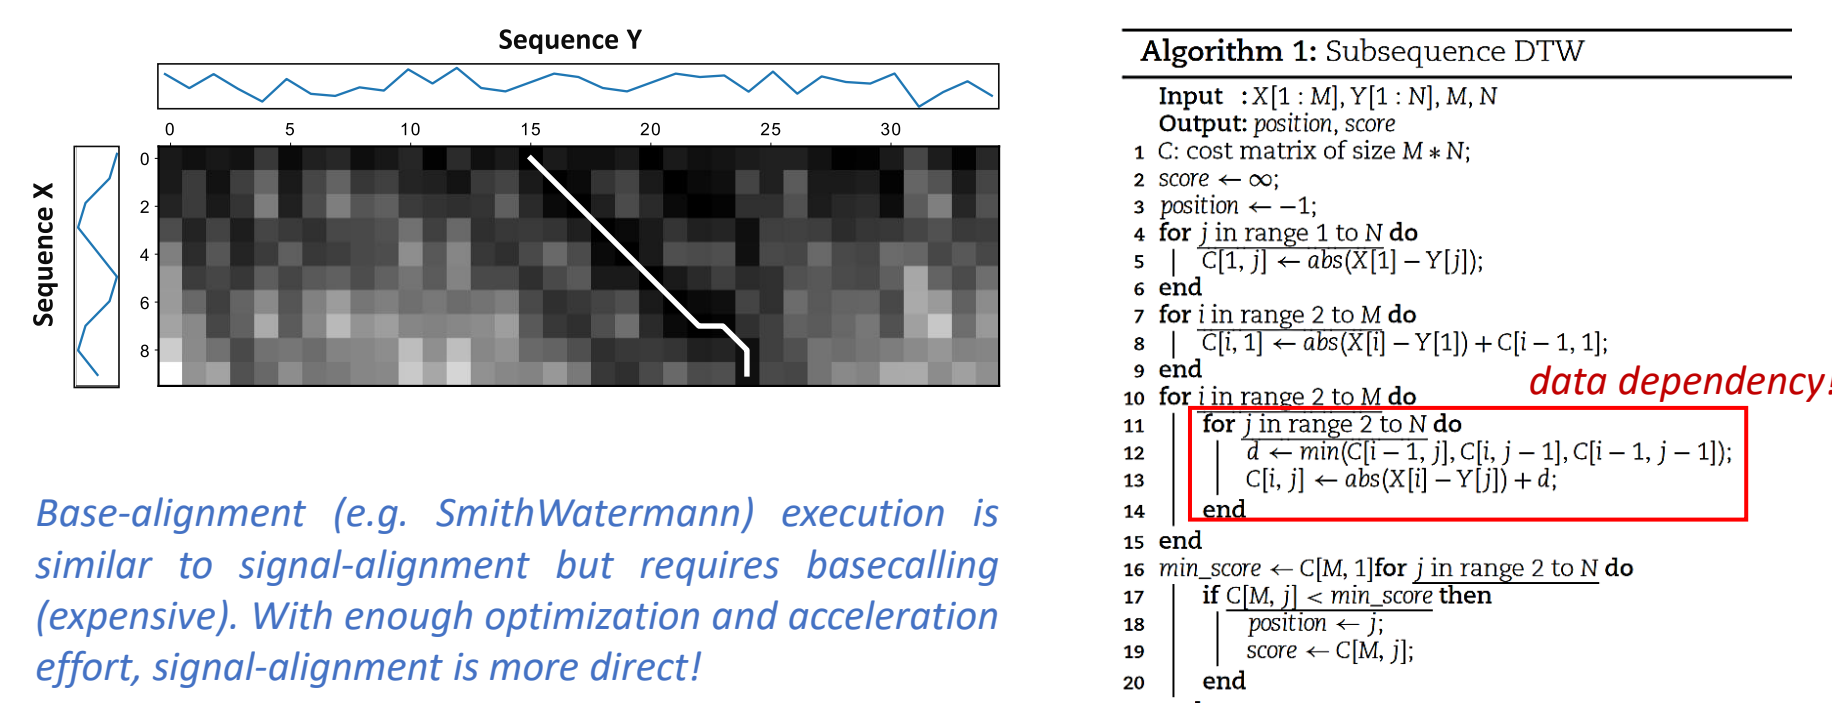 Sequence Y
0 5 10 15 20 25 30
Sequence X
0
2
4
6
8
Base-alignment (e.g. SmithWatermann) execution is
similar to signal-alignment but requires basecalling
(expensive). With enough optimization and acceleration
effort, signal-alignment is more direct!
Algorithm 1: Subsequence DTW
Input : X[1 : M], Y[1 : N], M, N
Output: position, score
1 C: cost matrix of size M ∗ N;
2 score ← ∞;
3 position ← −1;
4 for j in range 1 to N do
5 C[1, j] ← abs(X[1] − Y[j]);
6 end
7 for i in range 2 to M do
8 C[i, 1] ← abs(X[i] − Y[1]) + C[i − 1, 1];
9 end
data dependency!
10 for i in range 2 to M do
11 for j in range 2 to N do
12 d ← min(C[i − 1, j], C[i, j − 1], C[i − 1, j − 1]);
13 C[i, j] ← abs(X[i] − Y[j]) + d;
14 end
15 end
16 min_score ← C[M, 1]for j in range 2 to N do
17 if C[M, j] < min_score then
18 position ← j;
19 score ← C[M, j];
20 end